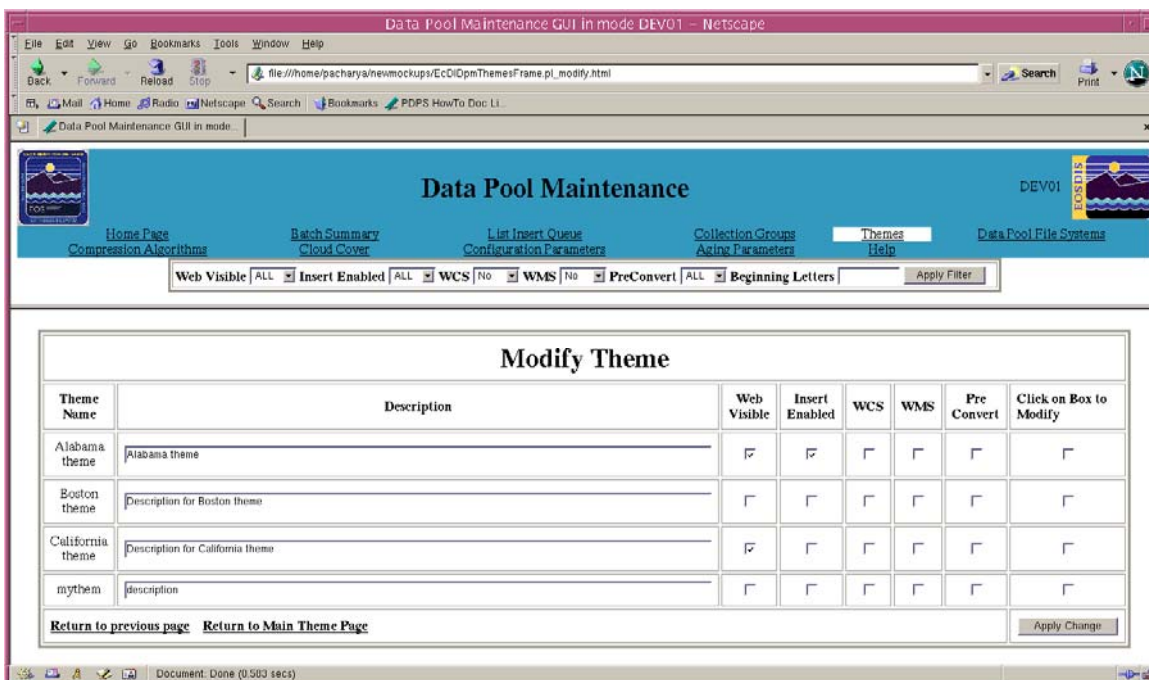 Data Pool Maintenance GUI in mode DEV01 – Netscape
File Edit View Go Bookmarks Tools Window Help
Back Forward Reload Stop file:///home/pacharya/newmockups/EcDlDpmThemesFrame.pl_modify.html Search Print N
Mail Home Radio Netscape Search Bookmarks PDPS HowTo Doc Li...
Data Pool Maintenance GUI in mode...
EOS
Data Pool Maintenance
DEV01
EOSDIS
Home Page Batch Summary List Insert Queue Collection Groups Themes Data Pool File Systems
Compression Algorithms Cloud Cover Configuration Parameters Aging Parameters Help
Web Visible ALL Insert Enabled ALL WCS No WMS No PreConvert ALL Beginning Letters Apply Filter
Modify Theme
Theme Name Description Web Visible Insert Enabled WCS WMS Pre Convert Click on Box to Modify
Alabama theme Alabama theme
Boston theme Description for Boston theme
California theme Description for California theme
mythem description
Return to previous page Return to Main Theme Page Apply Change
Document: Done (0.503 secs)